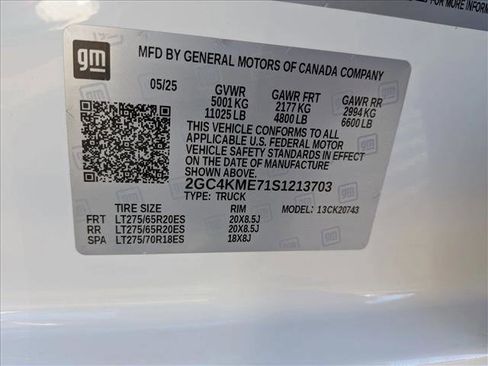 FOR MORE INFORM
gm
MFD BY GENERAL MOTORS OF CANADA COMPANY
05/25 GVWR GAWR FRT GAWR RR
5001 KG 2177 KG 2994 KG
11025 LB 4800 LB 6600 LB
THIS VEHICLE CONFORMS TO ALL
APPLICABLE U.S. FEDERAL MOTOR
VEHICLE SAFETY STANDARDS IN
EFFECT ON THE DATE OF MANUFACTURE
SHOWN ABOVE.
2GC4KME71S1213703
TYPE: TRUCK MODEL: 13CK20743
TIRE SIZE RIM
FRT LT275/65R20ES 20X8.5J
RR LT275/65R20ES 20X8.5J
SPA LT275/70R18ES 18X8J